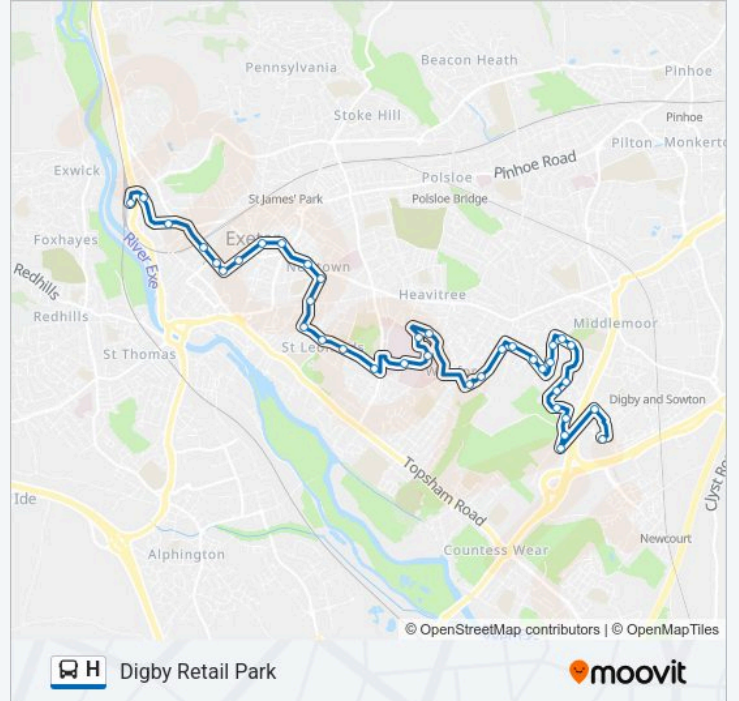 Pennsylvania
Beacon Heath
Pinhoe
Stoke Hill
Pinhoe
Pilton
Monkerto
Exwick
Polsloe
Pinhoe Road
St James' Park
Polsloe Bridge
Foxhayes
River Exe
Exeter
Newtown
Redhills
Heavitree
Redhills
Middlemoor
St Thomas
St Leonards
Digby and Sowton
Topsham Road
Clyst Ro
Ide
Newcourt
Countess Wear
Alphington
© OpenStreetMap contributors | © OpenMapTiles
H Digby Retail Park
moovit